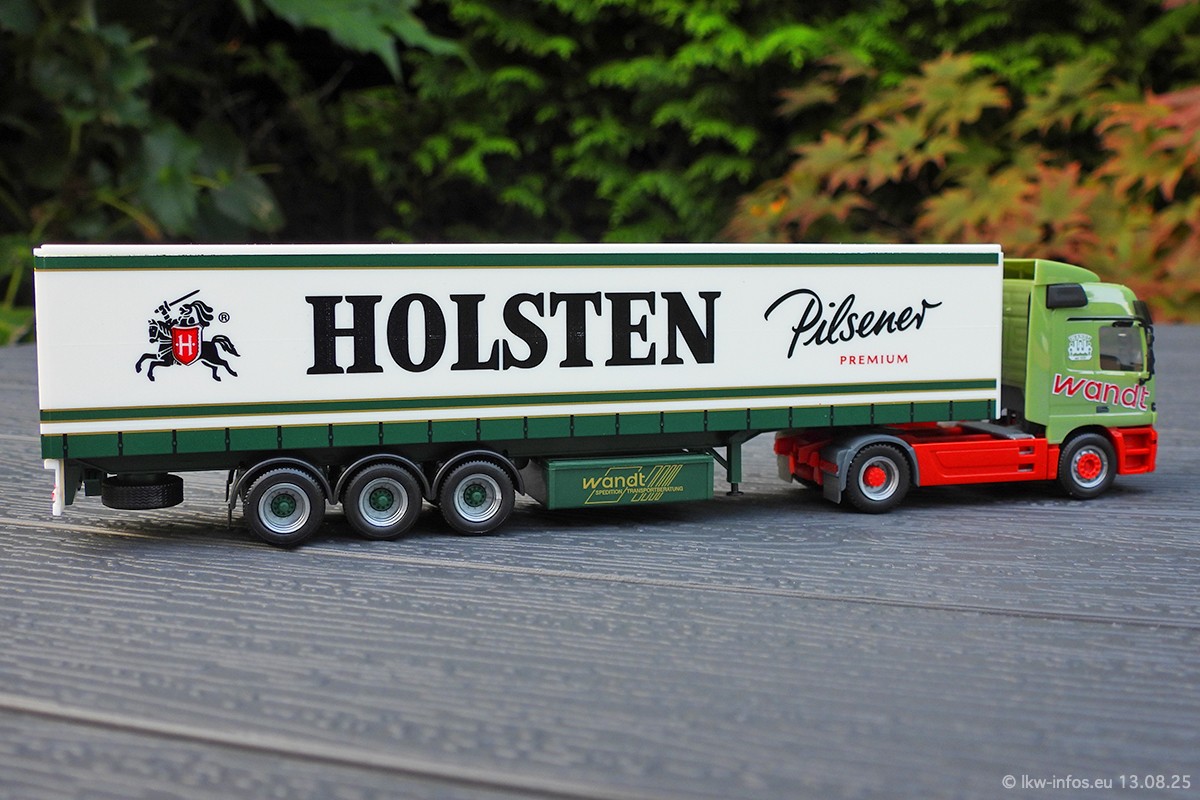 H
®
HOLSTEN
Pilsener
PREMIUM
wandt
wandt
SPEDITION TRANSPORTBERATUNG
© lkw-infos.eu 13.08.25